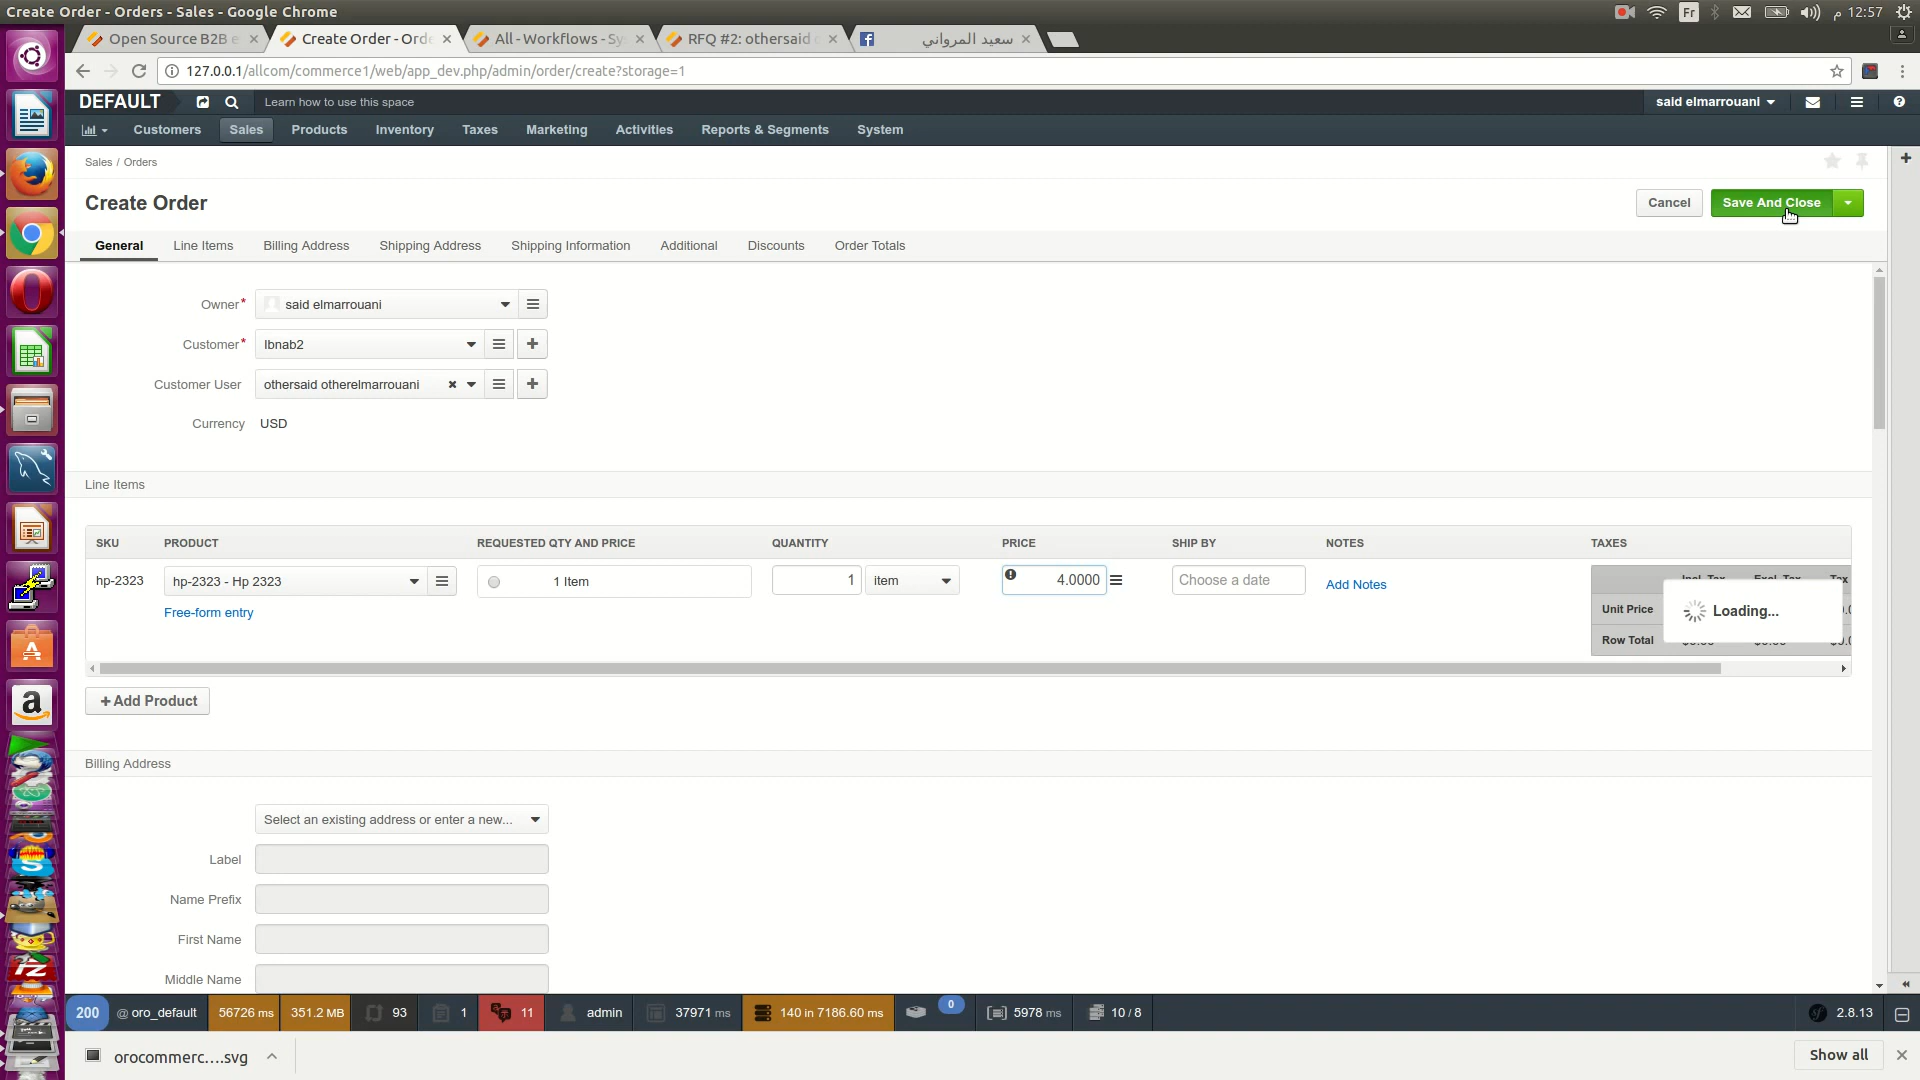 Create Order - Orders - Sales - Google Chrome
Fr
12:57 م
Open Source B2B e
Create Order - Orde
All - Workflows - Sy
RFQ #2: othersaid
سعيد المرواني
127.0.0.1/allcom/commerce1/web/app_dev.php/admin/order/create?storage=1
DEFAULT
Learn how to use this space
said elmarrouani
Customers
Sales
Products
Inventory
Taxes
Marketing
Activities
Reports & Segments
System
Sales / Orders
Create Order
Cancel
Save And Close
General
Line Items
Billing Address
Shipping Address
Shipping Information
Additional
Discounts
Order Totals
Owner*
said elmarrouani
Customer*
Ibnab2
Customer User
othersaid otherelmarrouani
Currency
USD
Line Items
SKU
PRODUCT
REQUESTED QTY AND PRICE
QUANTITY
PRICE
SHIP BY
NOTES
TAXES
hp-2323
hp-2323 - Hp 2323
1 Item
1
item
4.0000
Choose a date
Add Notes
Incl. Tax
Excl. Tax
Tax
Unit Price
Loading...
Row Total
Free-form entry
+ Add Product
Billing Address
Select an existing address or enter a new...
Label
Name Prefix
First Name
Middle Name
200
@ oro_default
56726 ms
351.2 MB
93
1
11
admin
37971 ms
140 in 7186.60 ms
0
5978 ms
10 / 8
2.8.13
orocommerc....svg
Show all